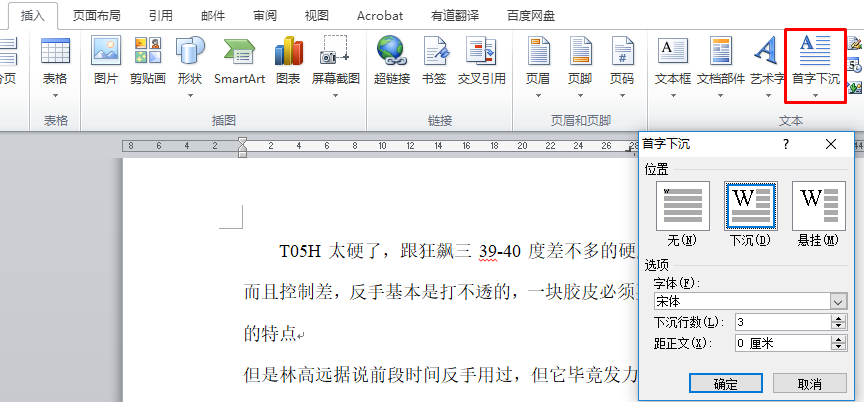 插入 页面布局 引用 邮件 审阅 视图 Acrobat 有道翻译 百度网盘
分页 表格 图片 剪贴画 形状 SmartArt 图表 屏幕截图 超链接 书签 交叉引用 页眉 页脚 页码 文本框 文档部件 艺术字 首字下沉
表格 插图 链接 页眉和页脚 文本
8 6 4 2 2 4 6 8 10 12 14 16 18 20 22 24 26 28 44
首字下沉 ?
位置
W W W
无(N) 下沉(D) 悬挂(M)
选项
字体(F):
宋体
下沉行数(L): 3
距正文(X): 0 厘米
确定 取消
T05H 太硬了，跟狂飙三 39-40 度差不多的硬
而且控制差，反手基本是打不透的，一块胶皮必须
的特点
但是林高远据说前段时间反手用过，但它毕竟发力